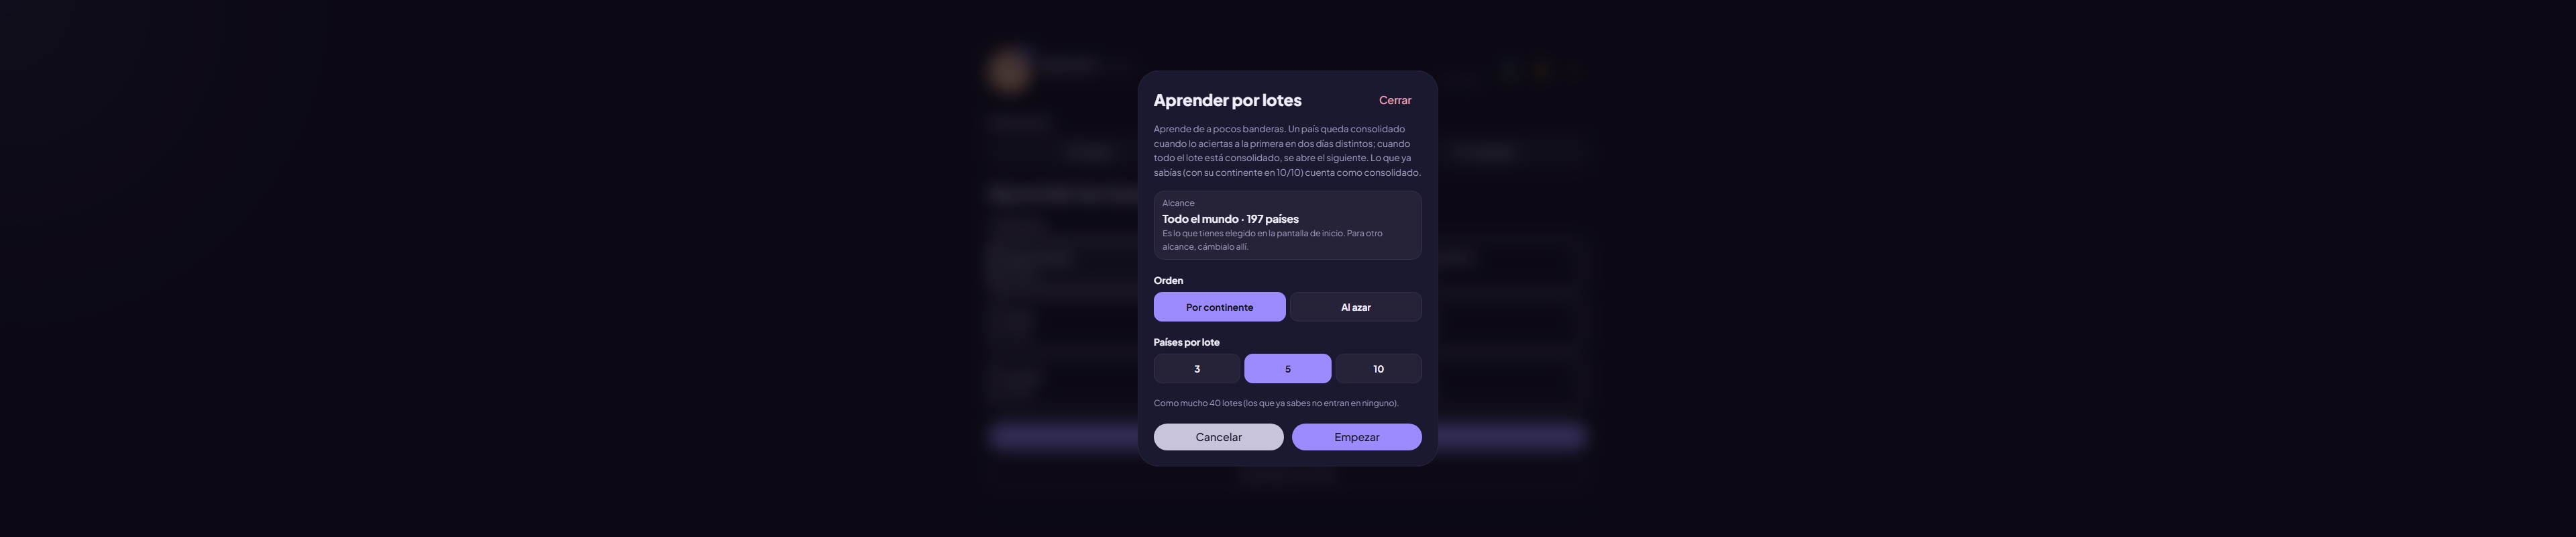 Aprender por lotes
Cerrar
Aprende de a pocos banderas. Un país queda consolidado
cuando lo aciertas a la primera en dos días distintos; cuando
todo el lote está consolidado, se abre el siguiente. Lo que ya
sabías (con su continente en 10/10) cuenta como consolidado.
Alcance
Todo el mundo · 197 países
Es lo que tienes elegido en la pantalla de inicio. Para otro
alcance, cámbialo allí.
Orden
Por continente
Al azar
Países por lote
3
5
10
Como mucho 40 lotes (los que ya sabes no entran en ninguno).
Cancelar
Empezar